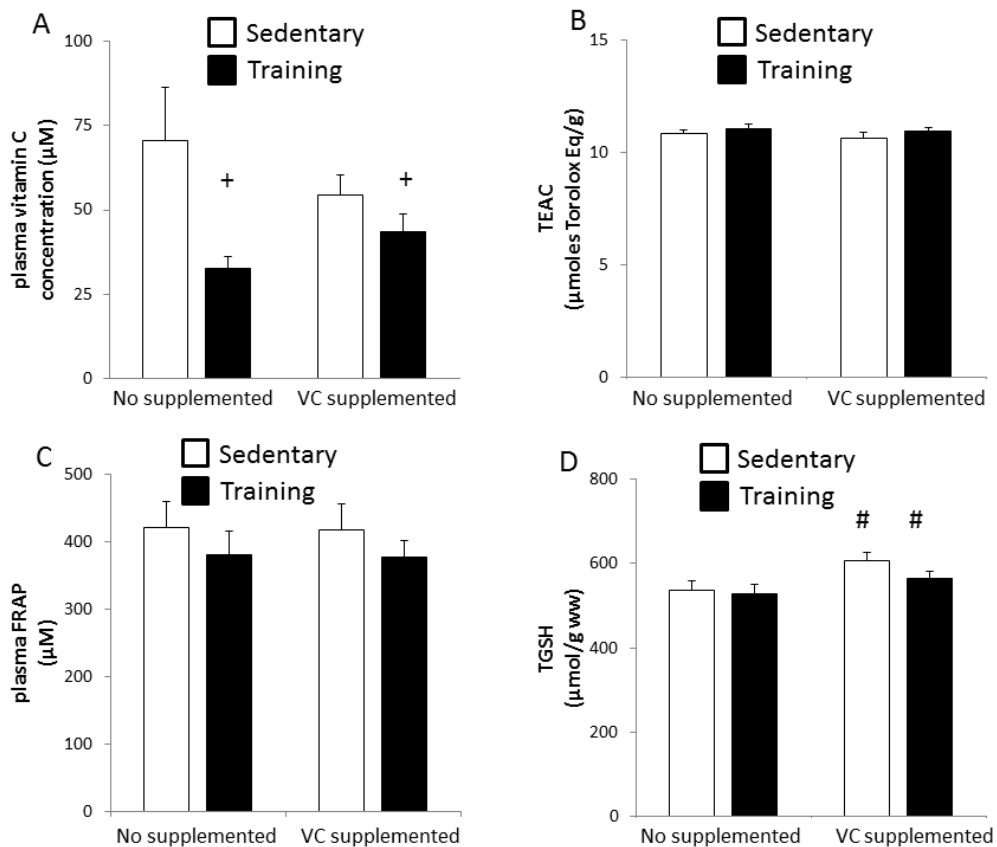 A
Sedentary
Training
plasma vitamin C
concentration (µM)
100
75
50
25
0
+
+
No supplemented
VC supplemented
B
Sedentary
Training
TEAC
(µmoles Torolox Eq/g)
15
10
5
0
No supplemented
VC supplemented
C
Sedentary
Training
plasma FRAP
(µM)
500
400
300
200
100
0
No supplemented
VC supplemented
D
Sedentary
Training
TGSH
(µmol/g ww)
800
600
400
200
0
#
#
No supplemented
VC supplemented